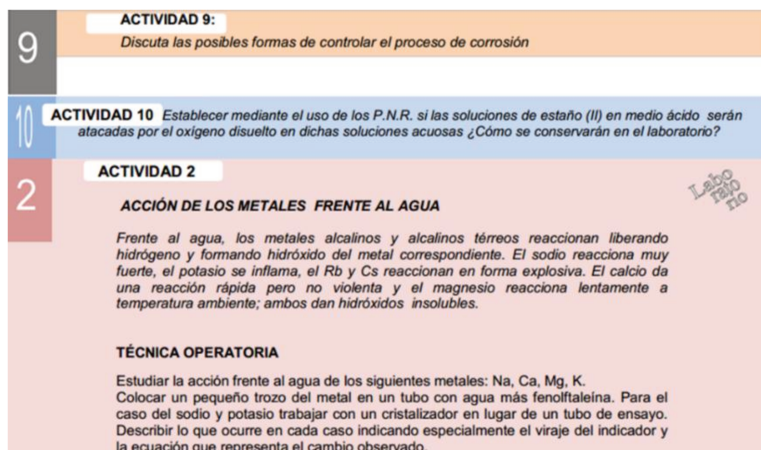 9
ACTIVIDAD 9:
Discuta las posibles formas de controlar el proceso de corrosión
10
ACTIVIDAD 10 Establecer mediante el uso de los P.N.R. si las soluciones de estaño (II) en medio ácido serán
atacadas por el oxígeno disuelto en dichas soluciones acuosas ¿Cómo se conservarán en el laboratorio?
2
ACTIVIDAD 2
Labo
rato
rio
ACCIÓN DE LOS METALES FRENTE AL AGUA
Frente al agua, los metales alcalinos y alcalinos térreos reaccionan liberando
hidrógeno y formando hidróxido del metal correspondiente. El sodio reacciona muy
fuerte, el potasio se inflama, el Rb y Cs reaccionan en forma explosiva. El calcio da
una reacción rápida pero no violenta y el magnesio reacciona lentamente a
temperatura ambiente; ambos dan hidróxidos insolubles.
TÉCNICA OPERATORIA
Estudiar la acción frente al agua de los siguientes metales: Na, Ca, Mg, K.
Colocar un pequeño trozo del metal en un tubo con agua más fenolftaleína. Para el
caso del sodio y potasio trabajar con un cristalizador en lugar de un tubo de ensayo.
Describir lo que ocurre en cada caso indicando especialmente el viraje del indicador y
la ecuación que representa el cambio observado.